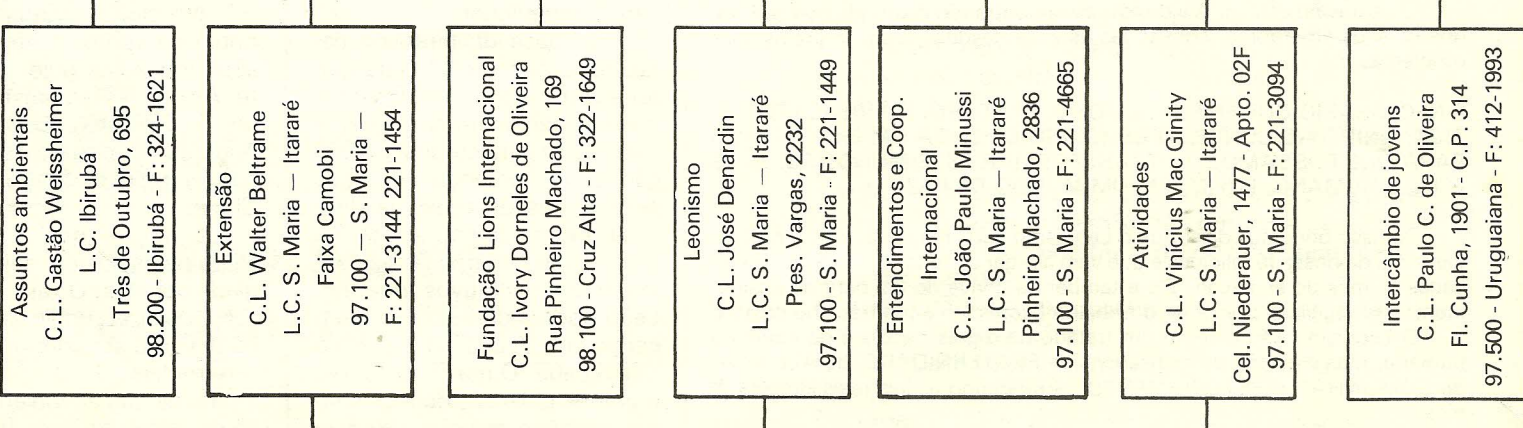 Assuntos ambientais
C.L. Gastão Weissheimer
L.C. Ibirubá
Três de Outubro, 695
98.200 - Ibirubá - F: 324-1621
Extensão
C.L. Walter Beltrame
L.C. S. Maria — Itararé
Faixa Camobi
97.100 — S. Maria —
F: 221-3144 221-1454
Fundação Lions Internacional
C.L. Ivory Dorneles de Oliveira
Rua Pinheiro Machado, 169
98.100 - Cruz Alta - F: 322-1649
Leonismo
C.L. José Denardin
L.C. S. Maria — Itararé
Pres. Vargas, 2232
97.100 S. Maria - F: 221-1449
Entendimentos e Coop.
Internacional
C.L. João Paulo Minussi
L.C. S. Maria — Itararé
Pinheiro Machado, 2836
97.100 - S. Maria F: 221-4665
Atividades
C.L. Vinicius Mac Ginity
L.C. S. Maria — Itararé
Cel. Niederauer, 1477 - Apto. 02F
97.100 - S. Maria - F: 221-3094
Intercâmbio de jovens
C.L. Paulo C. de Oliveira
Fl. Cunha, 1901 - C.P. 314
97.500 - Uruguaiana - F: 412-1993